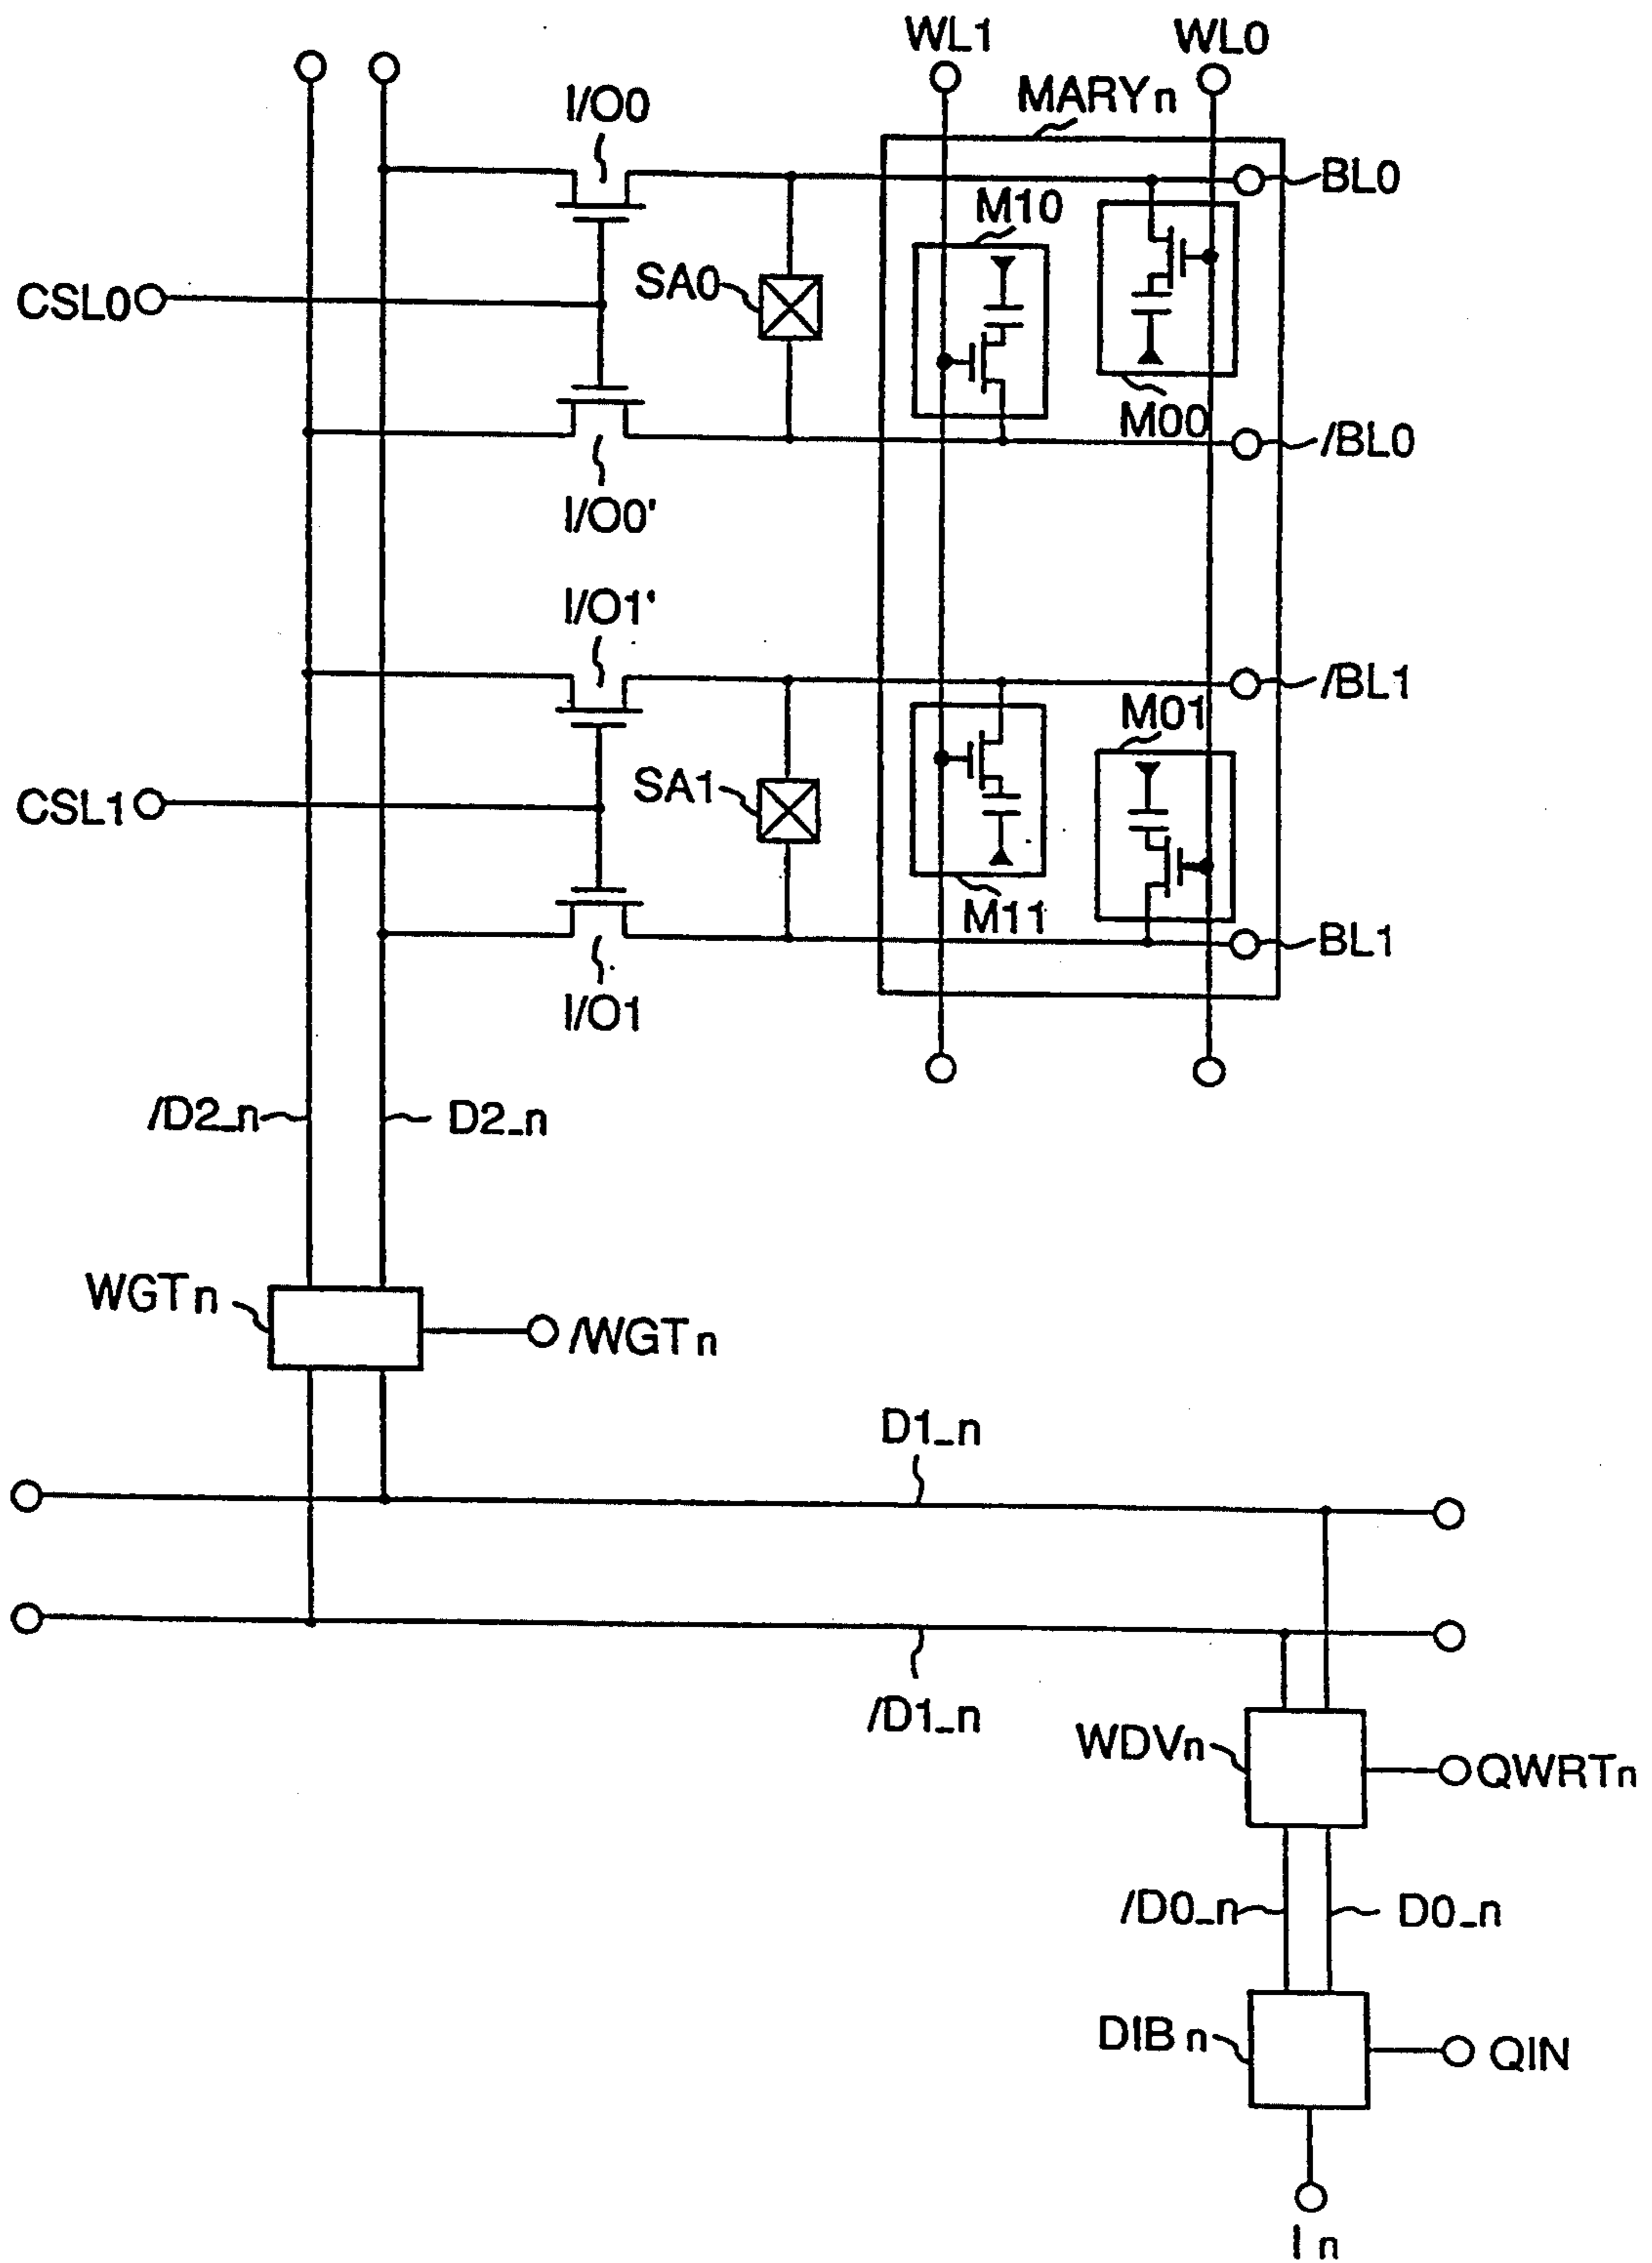 WL1
WL0
I/O0
MARYn
BL0
M10
CSL0
SA0
M00
/BL0
I/O0'
I/O1'
/BL1
M01
CSL1
SA1
M11
BL1
I/O1
/D2_n
D2_n
WGTn
/WGTn
D1_n
/D1_n
WDVn
QWRTn
/D0_n
D0_n
DIBn
QIN
In